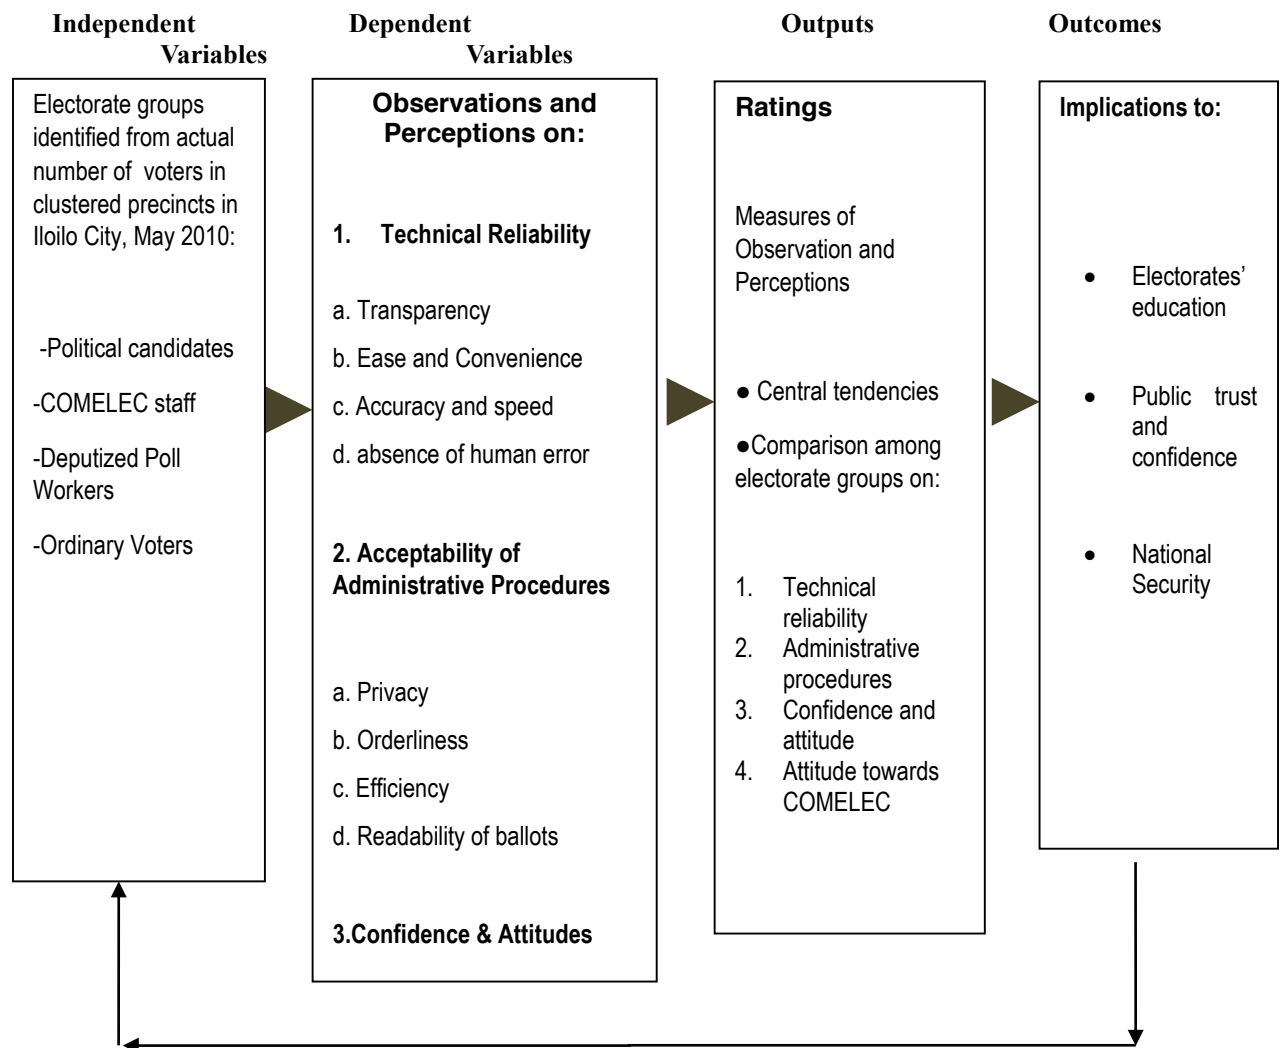 Independent Variables
Dependent Variables
Outputs
Outcomes
Electorate groups
identified from actual
number of voters in
clustered precincts in
Iloilo City, May 2010:
-Political candidates
-COMELEC staff
-Deputized Poll
Workers
-Ordinary Voters
Observations and
Perceptions on:
1. Technical Reliability
a. Transparency
b. Ease and Convenience
c. Accuracy and speed
d. absence of human error
2. Acceptability of
Administrative Procedures
a. Privacy
b. Orderliness
c. Efficiency
d. Readability of ballots
3.Confidence & Attitudes
Ratings
Measures of
Observation and
Perceptions
● Central tendencies
●Comparison among
electorate groups on:
1. Technical
reliability
2. Administrative
procedures
3. Confidence and
attitude
4. Attitude towards
COMELEC
Implications to:
● Electorates’
education
● Public trust
and
confidence
● National
Security